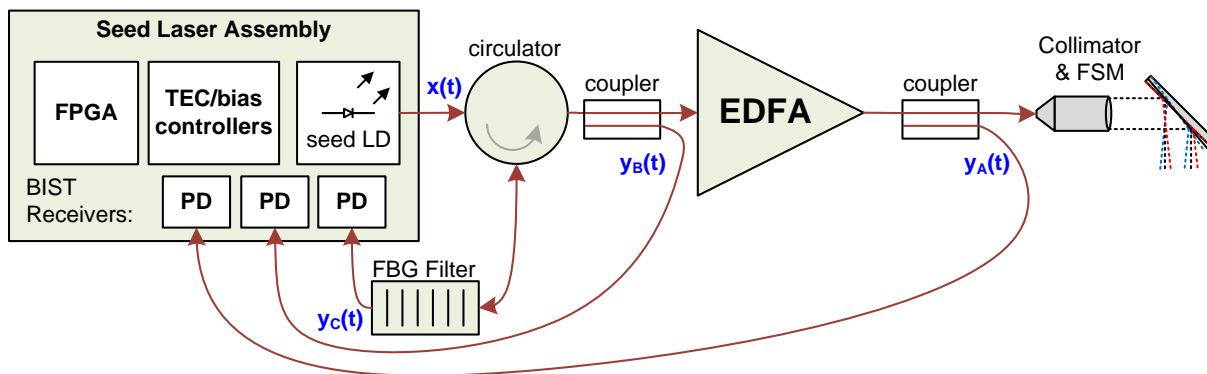 Seed Laser Assembly
FPGA
TEC/bias
controllers
seed LD
BIST
Receivers:
PD
PD
PD
x(t)
circulator
coupler
yB(t)
EDFA
coupler
yA(t)
Collimator
& FSM
FBG Filter
yC(t)